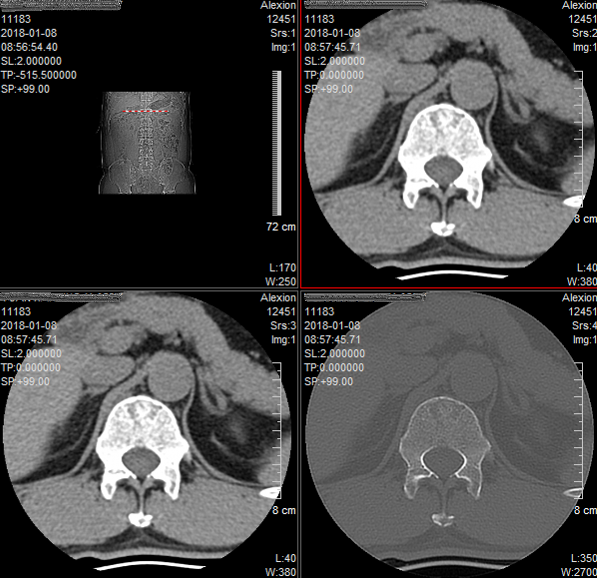 Alexion
11183
12451
2018-01-08
Srs:1
08:56:54.40
Img:1
SL:2.000000
TP:-515.500000
SP:+99.00
72 cm
L:170
W:250
Alexion
11183
12451
2018-01-08
Srs:2
08:57:45.71
Img:1
SL:2.000000
TP:0.000000
SP:+99.00
8 cm
L:40
W:380
Alexion
11183
12451
2018-01-08
Srs:3
08:57:45.71
Img:1
SL:2.000000
TP:0.000000
SP:+99.00
8 cm
L:40
W:380
Alexion
11183
12451
2018-01-08
Srs:4
08:57:45.71
Img:1
SL:2.000000
TP:0.000000
SP:+99.00
8 cm
L:350
W:2700